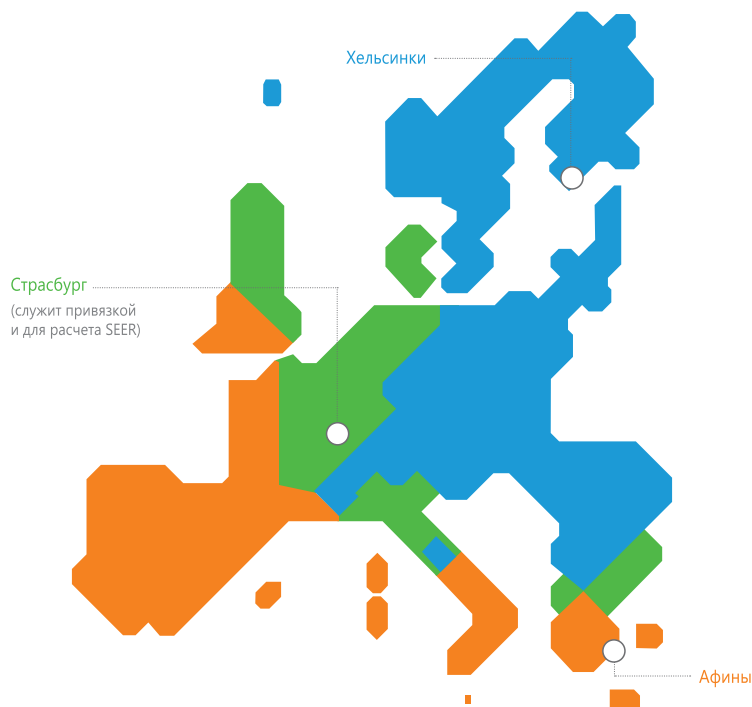 Хельсинки
Страсбург
(служит привязкой
и для расчета SEER)
Афины